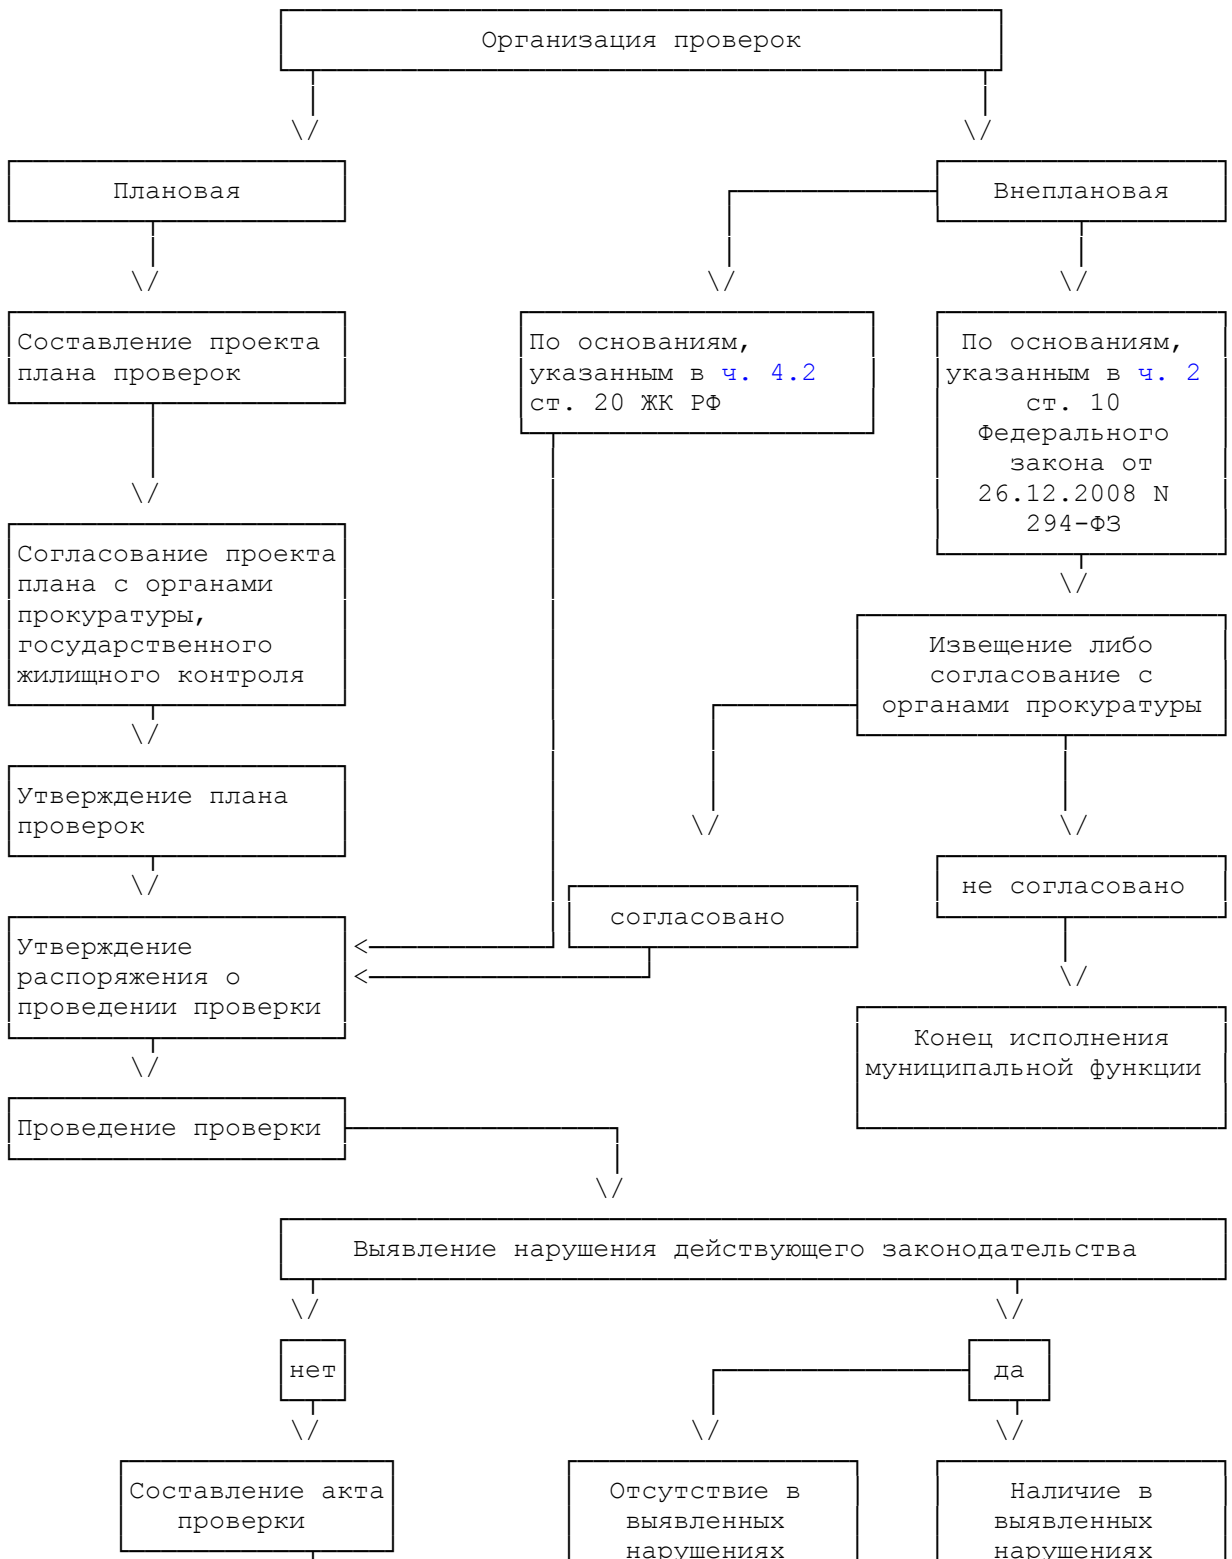 Организация проверок
Плановая
Внеплановая
Составление проекта
плана проверок
По основаниям,
указанным в ч. 4.2
ст. 20 ЖК РФ
По основаниям,
указанным в ч. 2
ст. 10
Федерального
закона от
26.12.2008 N
294-ФЗ
Согласование проекта
плана с органами
прокуратуры,
государственного
жилищного контроля
Извещение либо
согласование с
органами прокуратуры
Утверждение плана
проверок
согласовано
не согласовано
Утверждение
распоряжения о
проведении проверки
Конец исполнения
муниципальной функции
Проведение проверки
Выявление нарушения действующего законодательства
нет
да
Составление акта
проверки
Отсутствие в
выявленных
нарушениях
Наличие в
выявленных
нарушениях